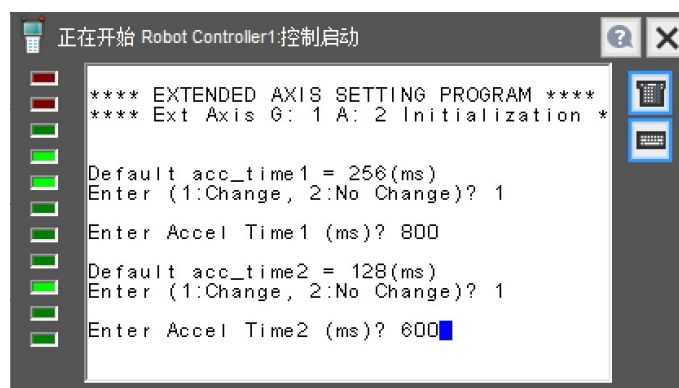 正在开始 Robot Controller1:控制启动
**** EXTENDED AXIS SETTING PROGRAM ****
**** Ext Axis G: 1 A: 2 Initialization *
Default acc_time1 = 256(ms)
Enter (1:Change, 2:No Change)? 1
Enter Accel Time1 (ms)? 800
Default acc_time2 = 128(ms)
Enter (1:Change, 2:No Change)? 1
Enter Accel Time2 (ms)? 600